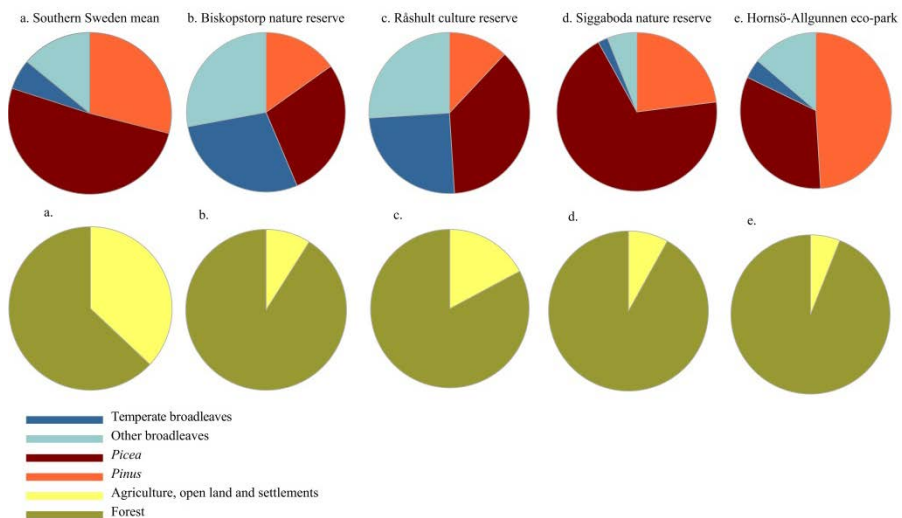 a. Southern Sweden mean
b. Biskopstorp nature reserve
c. Råshult culture reserve
d. Siggaboda nature reserve
e. Hornsö-Allgunnen eco-park
a.
b.
c.
d.
e.
Temperate broadleaves
Other broadleaves
Picea
Pinus
Agriculture, open land and settlements
Forest